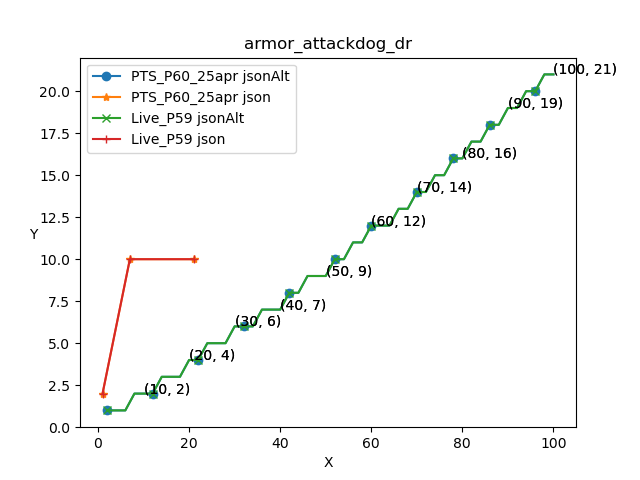 armor_attackdog_dr
PTS_P60_25apr jsonAlt
PTS_P60_25apr json
Live_P59 jsonAlt
Live_P59 json
(100, 21)
(90, 19)
(80, 16)
(70, 14)
(60, 12)
(50, 9)
(40, 7)
(30, 6)
(20, 4)
(10, 2)
Y
20.0
17.5
15.0
12.5
10.0
7.5
5.0
2.5
0.0
0 20 40 60 80 100
X